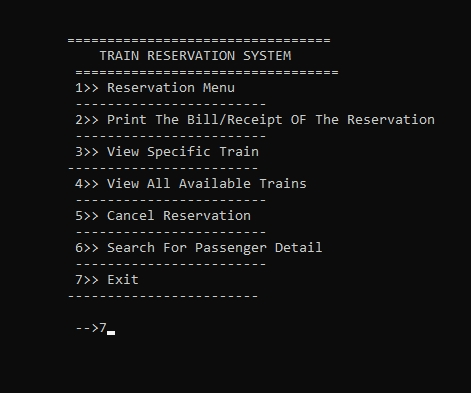 =================================
TRAIN RESERVATION SYSTEM
=================================
1>> Reservation Menu
------------------------
2>> Print The Bill/Receipt OF The Reservation
------------------------
3>> View Specific Train
------------------------
4>> View All Available Trains
------------------------
5>> Cancel Reservation
------------------------
6>> Search For Passenger Detail
------------------------
7>> Exit
------------------------
-->7